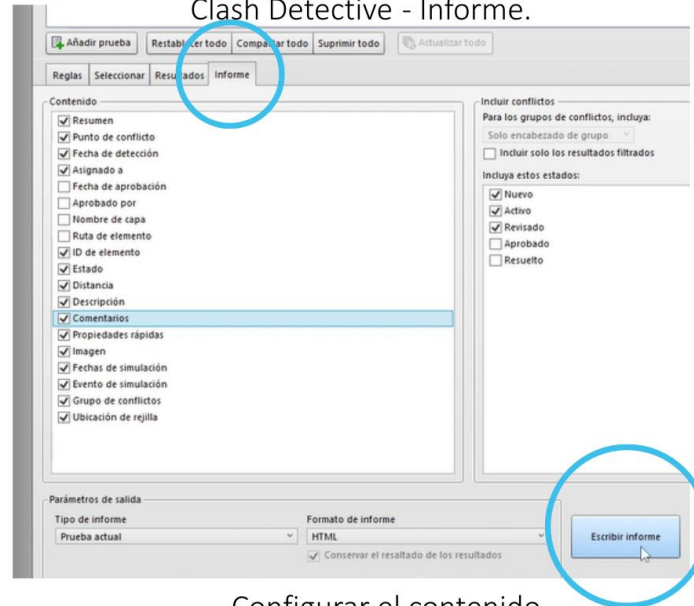 Clash Detective - Informe.
Añadir prueba Restablecer todo Compactar todo Suprimir todo Actualizar todo
Reglas Seleccionar Resultados Informe
Contenido
Resumen
Punto de conflicto
Fecha de detección
Asignado a
Fecha de aprobación
Aprobado por
Nombre de capa
Ruta de elemento
ID de elemento
Estado
Distancia
Descripción
Comentarios
Propiedades rápidas
Imagen
Fechas de simulación
Evento de simulación
Grupo de conflictos
Ubicación de rejilla
Incluir conflictos
Para los grupos de conflictos, incluya:
Solo encabezado de grupo
Incluir solo los resultados filtrados
Incluya estos estados:
Nuevo
Activo
Revisado
Aprobado
Resuelto
Parámetros de salida
Tipo de informe
Prueba actual
Formato de informe
HTML
Conservar el resaltado de los resultados
Escribir informe
Configurar el contenido